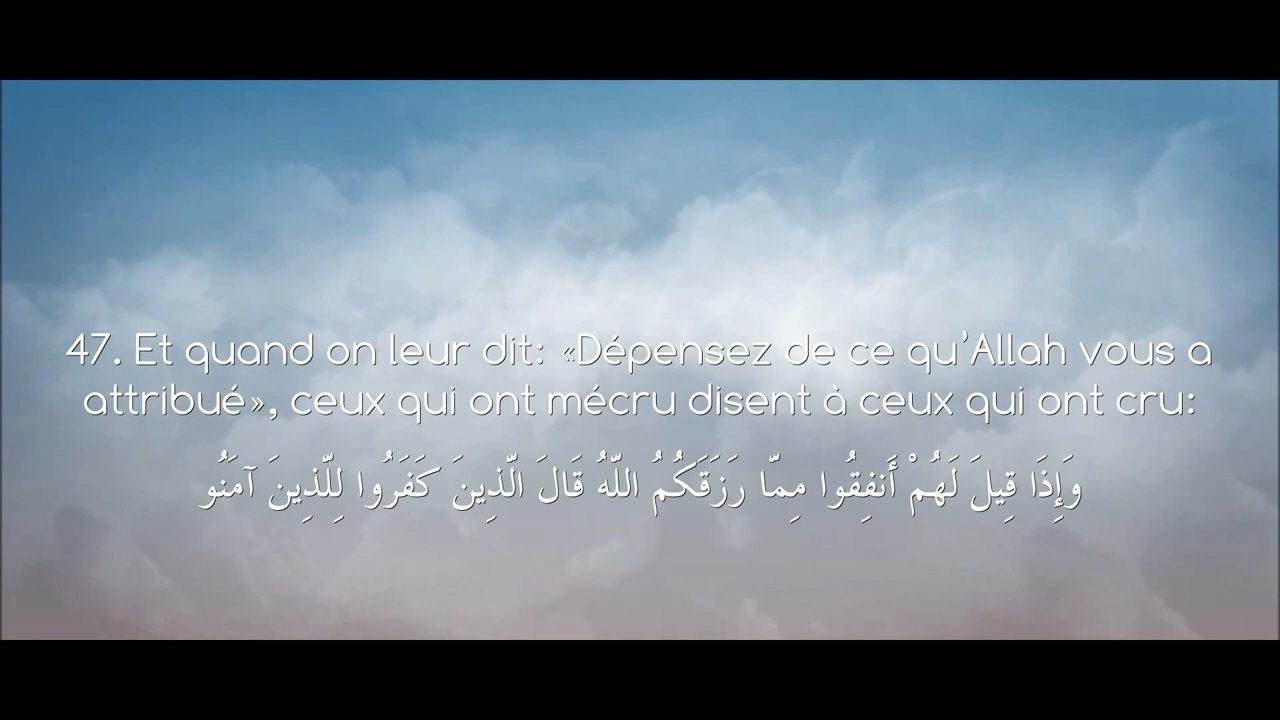 47. Et quand on leur dit: «Dépensez de ce qu’Allah vous a
attribué», ceux qui ont mécru disent à ceux qui ont cru:
وَإِذَا قِيلَ لَهُمْ أَنفِقُوا مِمّا رَزَقَكُمُ اللّهُ قَالَ الّذِينَ كَفَرُوا لِلّذِينَ آمَنُو